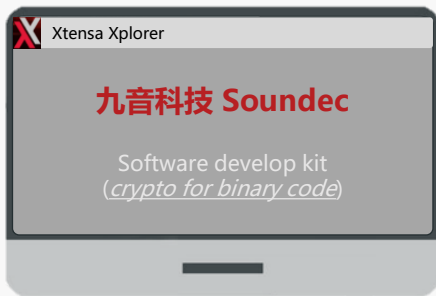 Xtensa Xplorer
九音科技 Soundec
Software develop kit
(crypto for binary code)